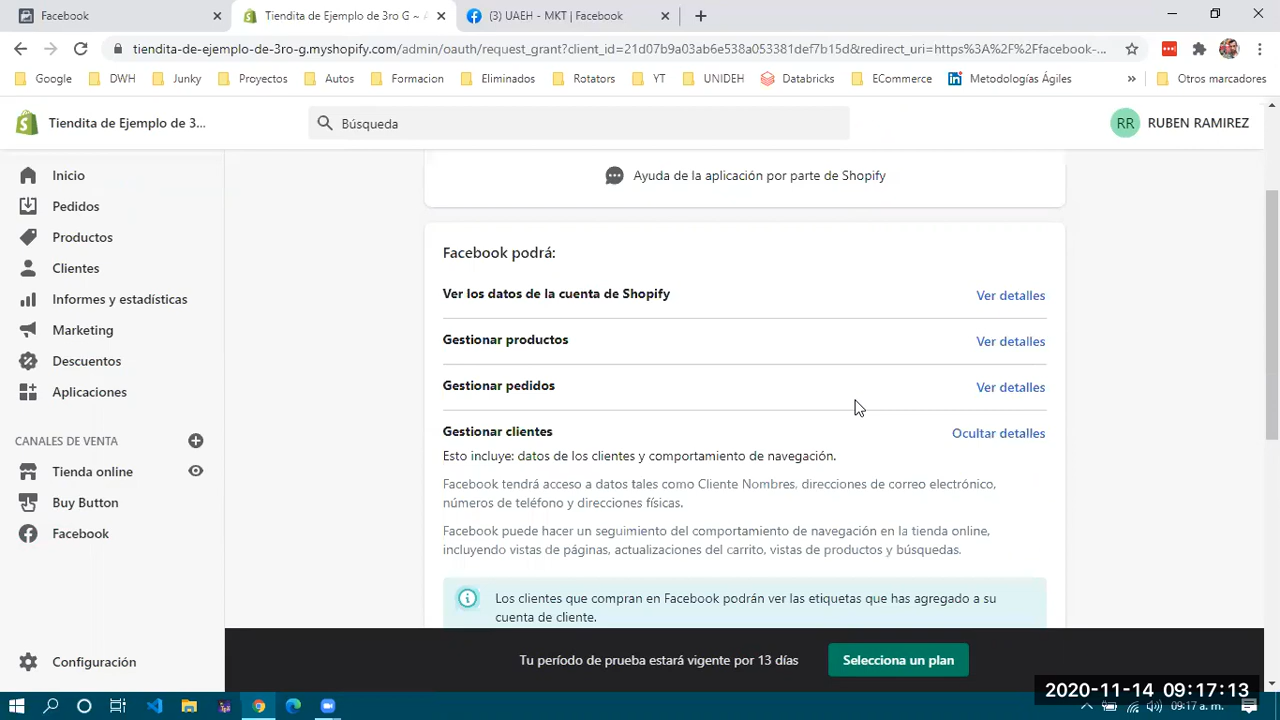 Facebook
Tiendita de Ejemplo de 3ro G ~ A
(3) UAEH - MKT | Facebook
tiendita-de-ejemplo-de-3ro-g.myshopify.com/admin/oauth/request_grant?client_id=21d07b9a03ab6e538a053381def7b15d&redirect_uri=https%3A%2F%2Ffacebook-...
Google
DWH
Junky
Proyectos
Autos
Formacion
Eliminados
Rotators
YT
UNIDEH
Databricks
ECommerce
Metodologías Ágiles
»
Otros marcadores
Tiendita de Ejemplo de 3...
Búsqueda
RR
RUBEN RAMIREZ
Inicio
Pedidos
Productos
Clientes
Informes y estadísticas
Marketing
Descuentos
Aplicaciones
CANALES DE VENTA
Tienda online
Buy Button
Facebook
Configuración
Ayuda de la aplicación por parte de Shopify
Facebook podrá:
Ver los datos de la cuenta de Shopify
Ver detalles
Gestionar productos
Ver detalles
Gestionar pedidos
Ver detalles
Gestionar clientes
Ocultar detalles
Esto incluye: datos de los clientes y comportamiento de navegación.
Facebook tendrá acceso a datos tales como Cliente Nombres, direcciones de correo electrónico,
números de teléfono y direcciones físicas.
Facebook puede hacer un seguimiento del comportamiento de navegación en la tienda online,
incluyendo vistas de páginas, actualizaciones del carrito, vistas de productos y búsquedas.
Los clientes que compran en Facebook podrán ver las etiquetas que has agregado a su
cuenta de cliente.
Tu período de prueba estará vigente por 13 días
Selecciona un plan
2020-11-14 09:17:13
09:17 a. m.